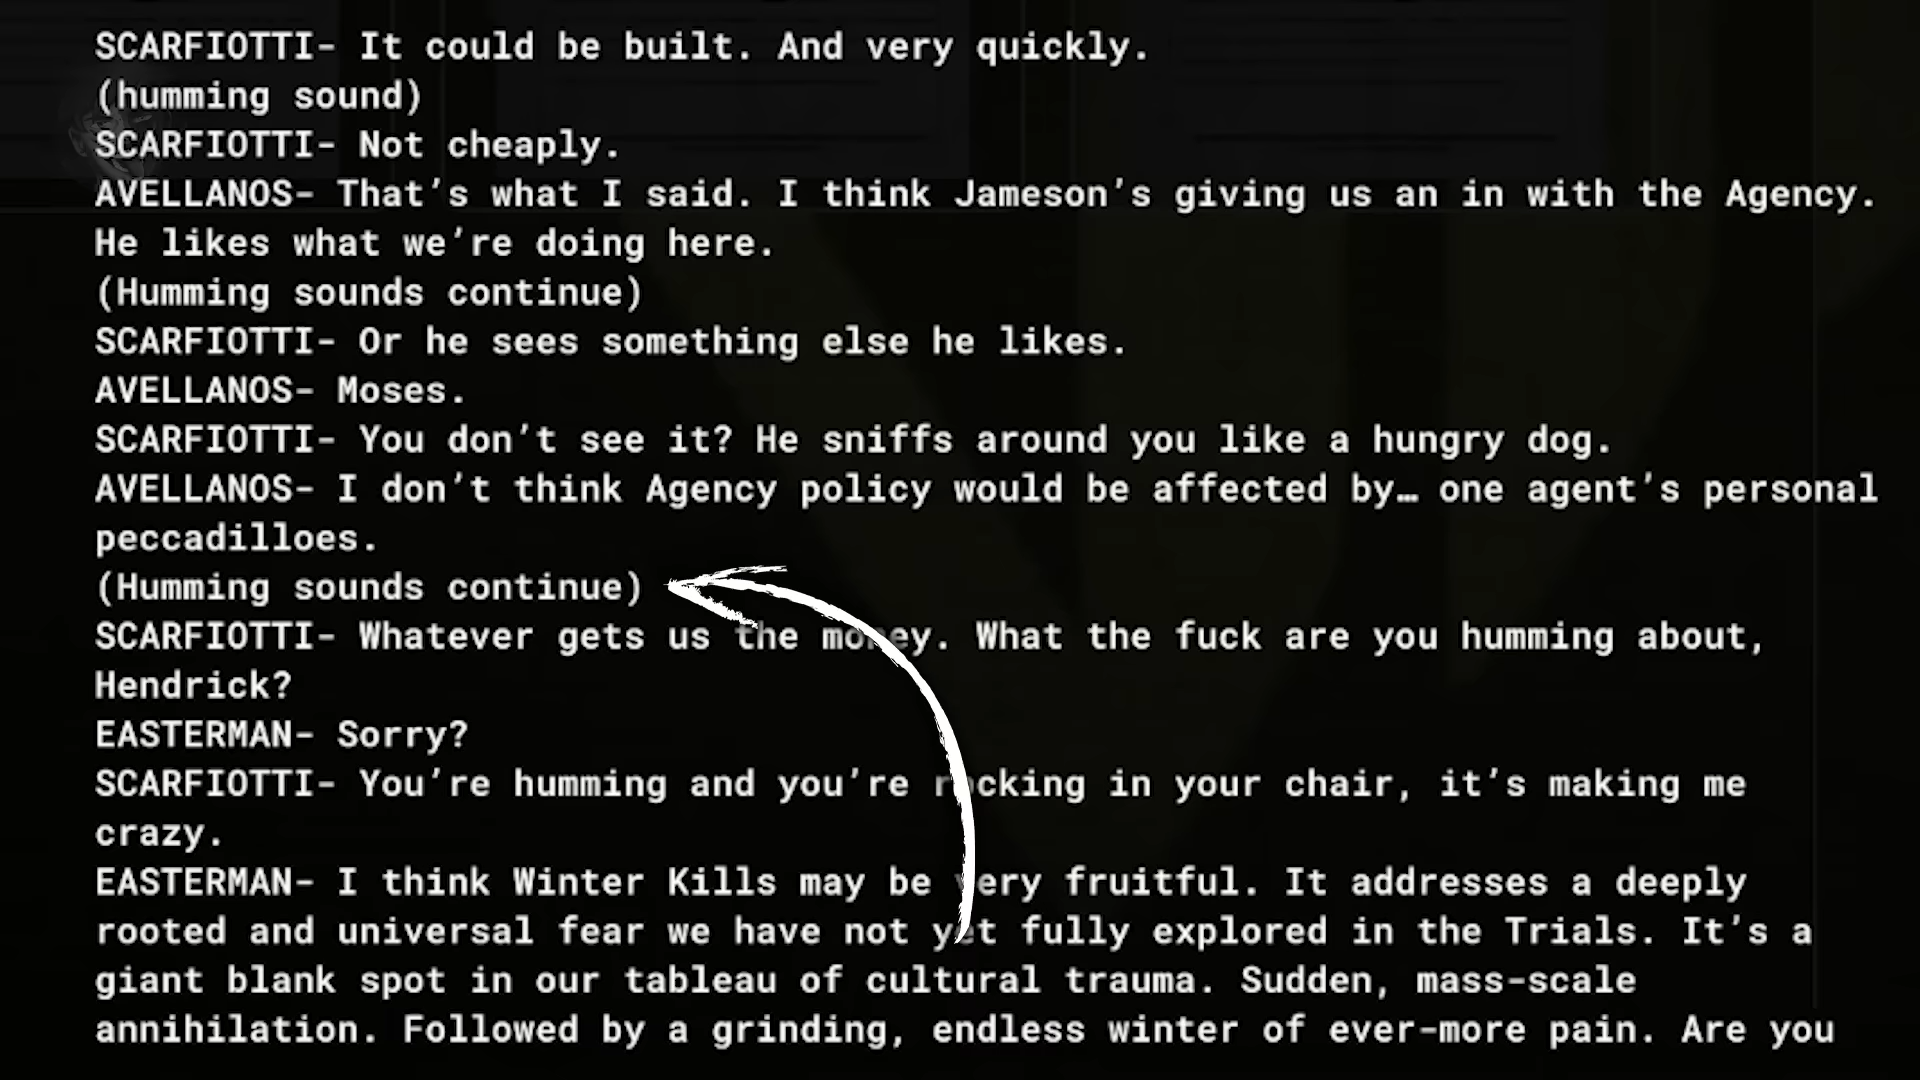 SCARFIOTTI- It could be built. And very quickly.
(humming sound)
SCARFIOTTI- Not cheaply.
AVELLANOS- That’s what I said. I think Jameson’s giving us an in with the Agency.
He likes what we’re doing here.
(Humming sounds continue)
SCARFIOTTI- Or he sees something else he likes.
AVELLANOS- Moses.
SCARFIOTTI- You don’t see it? He sniffs around you like a hungry dog.
AVELLANOS- I don’t think Agency policy would be affected by… one agent’s personal
peccadilloes.
(Humming sounds continue)
SCARFIOTTI- Whatever gets us the money. What the fuck are you humming about,
Hendrick?
EASTERMAN- Sorry?
SCARFIOTTI- You’re humming and you’re rocking in your chair, it’s making me
crazy.
EASTERMAN- I think Winter Kills may be very fruitful. It addresses a deeply
rooted and universal fear we have not yet fully explored in the Trials. It’s a
giant blank spot in our tableau of cultural trauma. Sudden, mass-scale
annihilation. Followed by a grinding, endless winter of ever-more pain. Are you